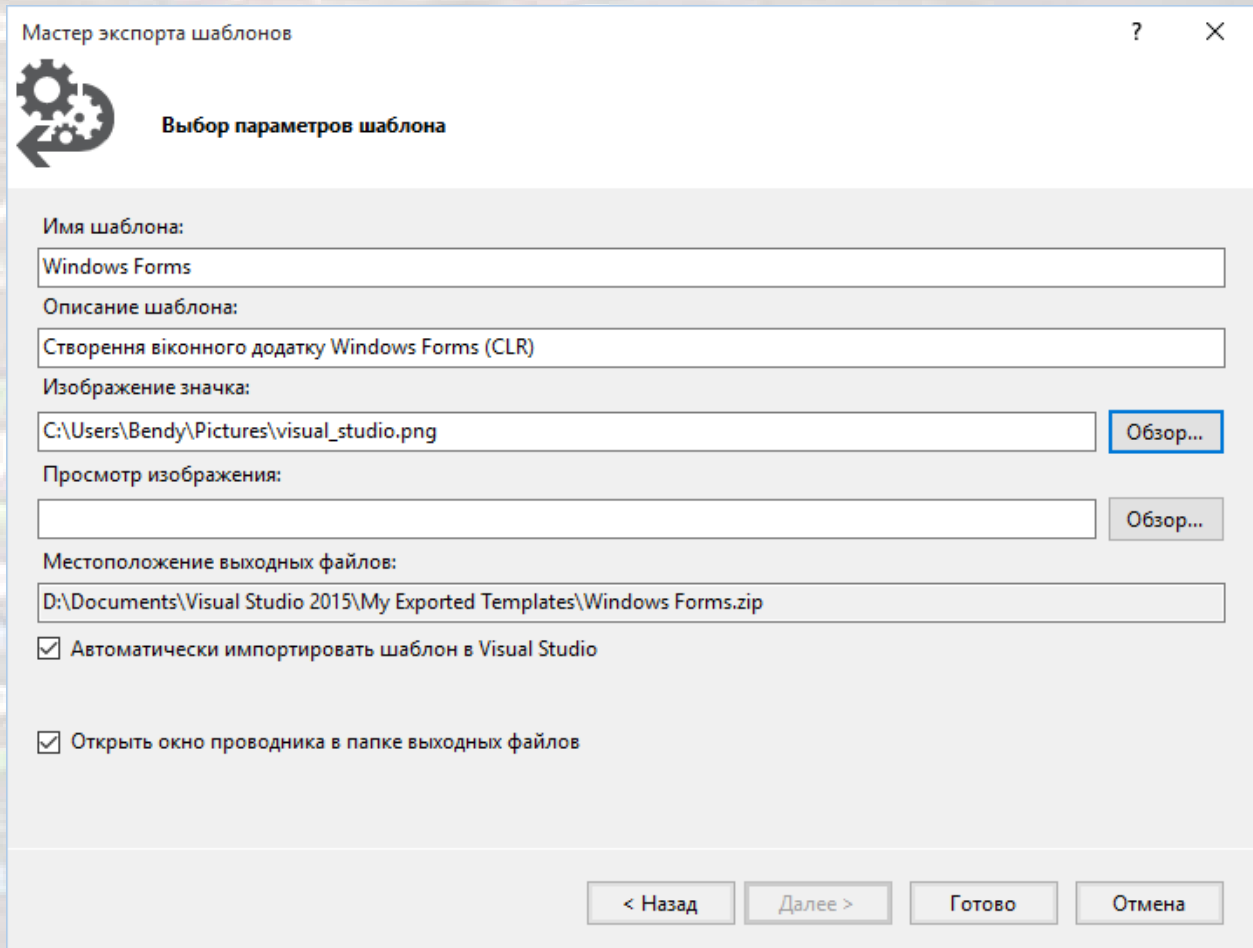 Мастер экспорта шаблонов
?
Выбор параметров шаблона
Имя шаблона:
Windows Forms
Описание шаблона:
Створення віконного додатку Windows Forms (CLR)
Изображение значка:
C:\Users\Bendy\Pictures\visual_studio.png
Обзор...
Просмотр изображения:
Обзор...
Местоположение выходных файлов:
D:\Documents\Visual Studio 2015\My Exported Templates\Windows Forms.zip
Автоматически импортировать шаблон в Visual Studio
Открыть окно проводника в папке выходных файлов
< Назад
Далее >
Готово
Отмена